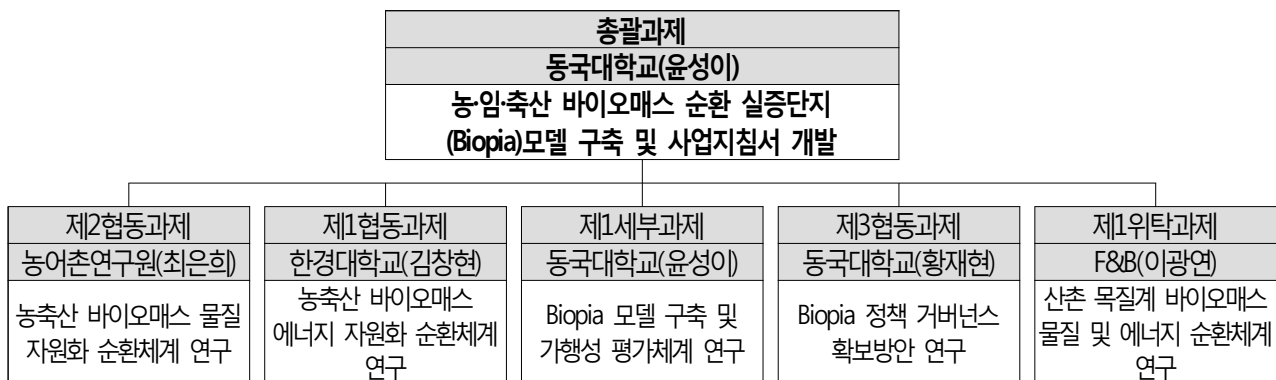 총괄과제
동국대학교(윤성이)
농·임·축산 바이오매스 순환 실증단지
(Biopia)모델 구축 및 사업지침서 개발
제2협동과제
농어촌연구원(최은희)
농축산 바이오매스 물질
자원화 순환체계 연구
제1협동과제
한경대학교(김창현)
농축산 바이오매스
에너지 자원화 순환체계
연구
제1세부과제
동국대학교(윤성이)
Biopia 모델 구축 및
가행성 평가체계 연구
제3협동과제
동국대학교(황재현)
Biopia 정책 거버넌스
확보방안 연구
제1위탁과제
F&B(이광연)
산촌 목질계 바이오매스
물질 및 에너지 순환체계
연구